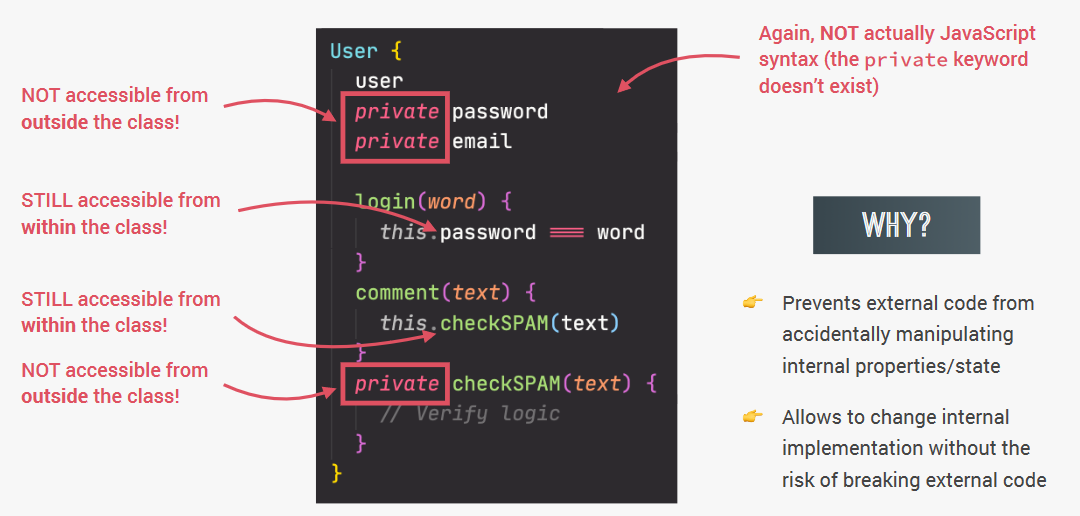 NOT accessible from
outside the class!
STILL accessible from
within the class!
STILL accessible from
within the class!
NOT accessible from
outside the class!
User {
user
private password
private email
login(word) {
this.password === word
}
comment(text) {
this.checkSPAM(text)
}
private checkSPAM(text) {
// Verify logic
}
}
Again, NOT actually JavaScript
syntax (the private keyword
doesn’t exist)
WHY?
👉 Prevents external code from
accidentally manipulating
internal properties/state
👉 Allows to change internal
implementation without the
risk of breaking external code